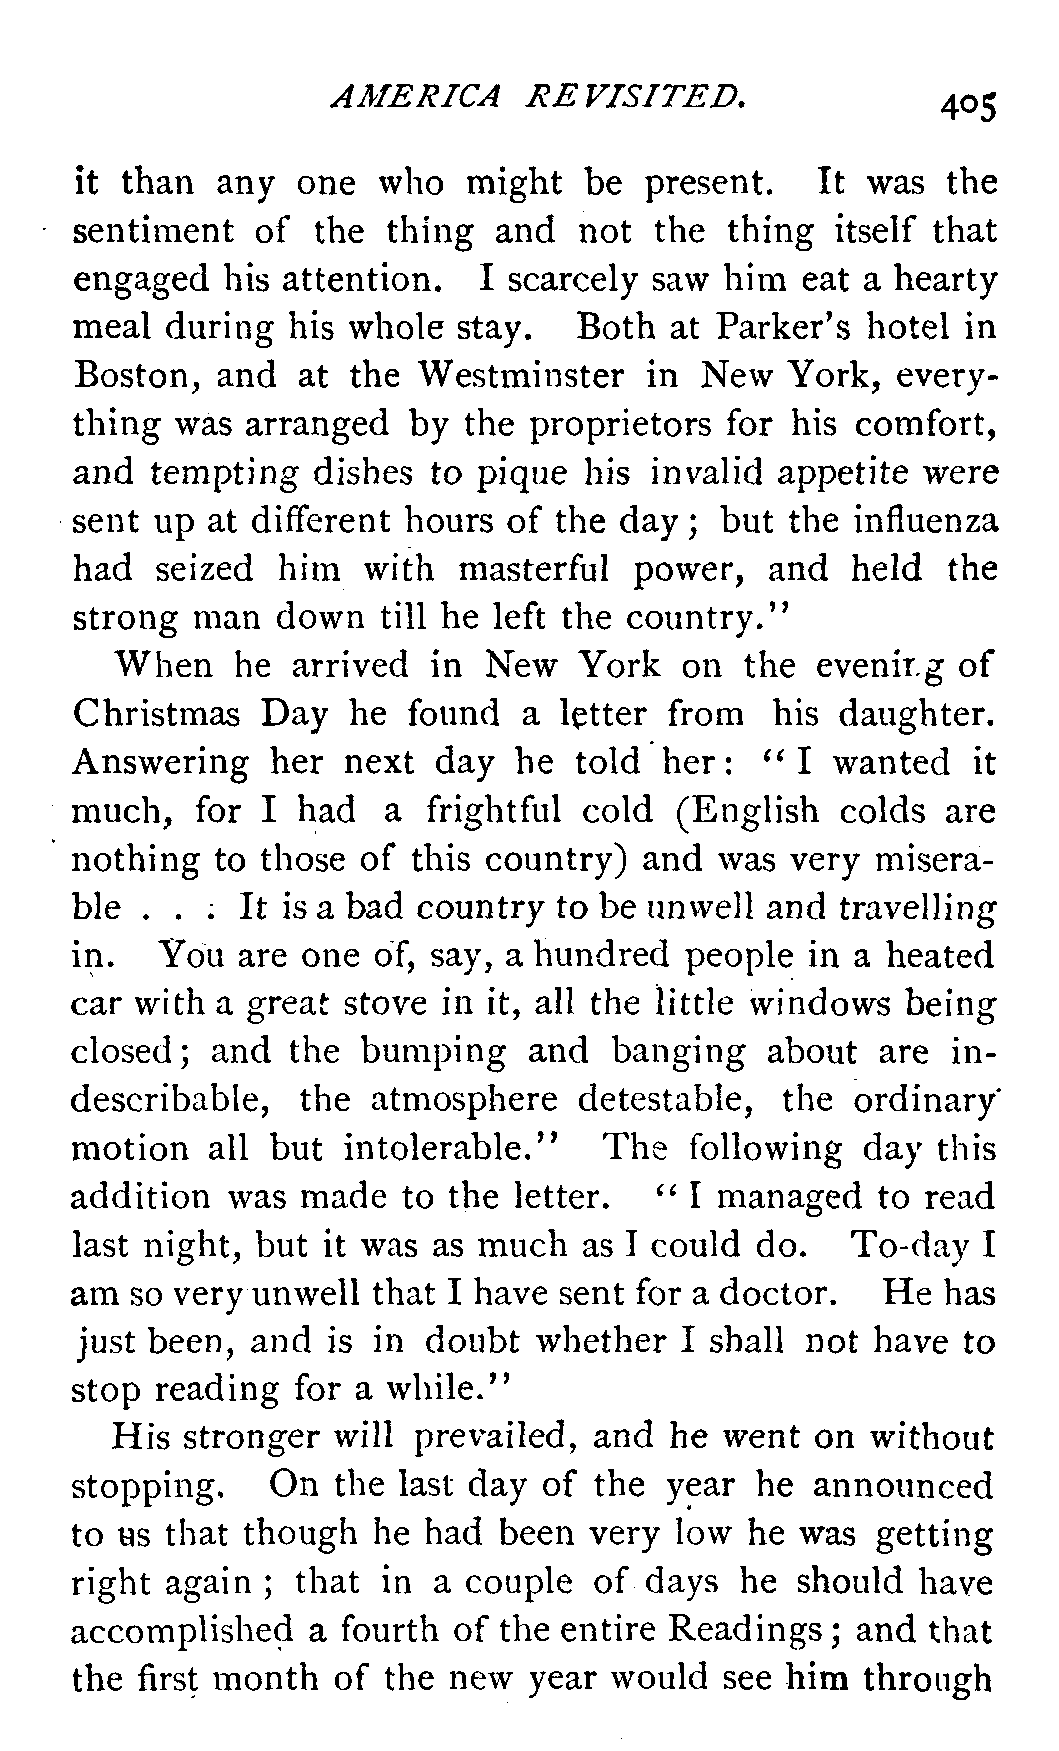 AMERICA REVISITED. 405
it than any one who might be present. It was the
sentiment of the thing and not the thing itself that
engaged his attention. I scarcely saw him eat a hearty
meal during his whole stay. Both at Parker's hotel in
Boston, and at the Westminster in New York, every-
thing was arranged by the proprietors for his comfort,
and tempting dishes to pique his invalid appetite were
sent up at different hours of the day ; but the influenza
had seized him with masterful power, and held the
strong man down till he left the country."
When he arrived in New York on the evening of
Christmas Day he found a letter from his daughter.
Answering her next day he told her : " I wanted it
much, for I had a frightful cold (English colds are
nothing to those of this country) and was very misera-
ble . . . It is a bad country to be unwell and travelling
in. You are one of, say, a hundred people in a heated
car with a great stove in it, all the little windows being
closed ; and the bumping and banging about are in-
describable, the atmosphere detestable, the ordinary
motion all but intolerable." The following day this
addition was made to the letter. " I managed to read
last night, but it was as much as I could do. To-day I
am so very unwell that I have sent for a doctor. He has
just been, and is in doubt whether I shall not have to
stop reading for a while."
His stronger will prevailed, and he went on without
stopping. On the last day of the year he announced
to us that though he had been very low he was getting
right again ; that in a couple of days he should have
accomplished a fourth of the entire Readings ; and that
the first month of the new year would see him through